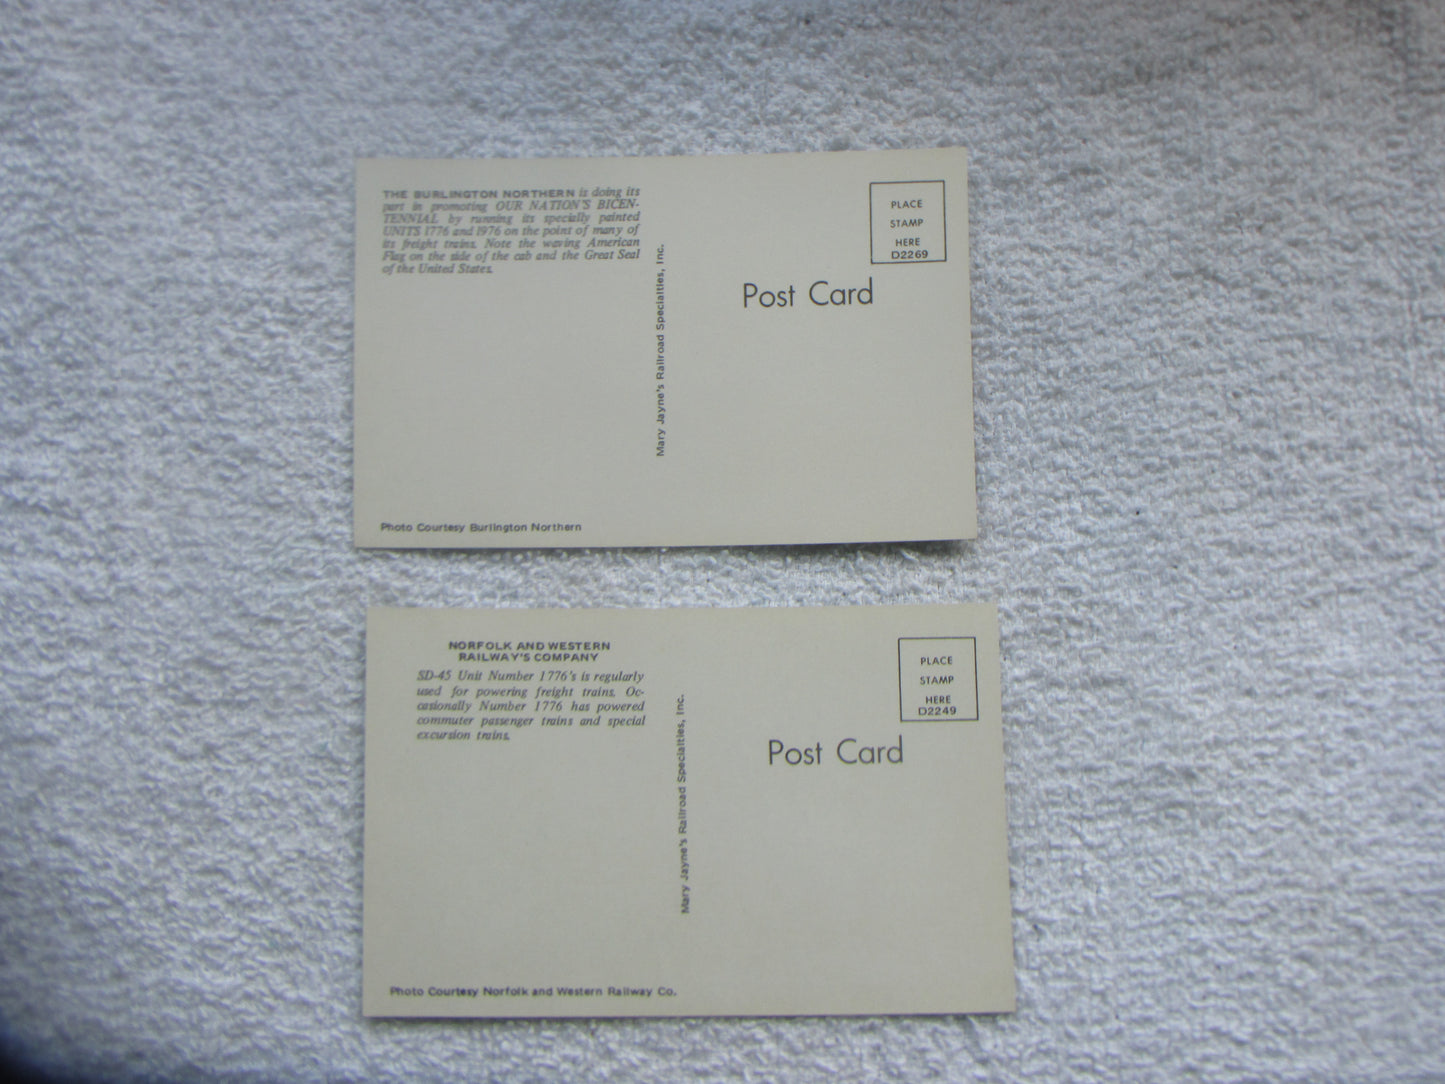 THE BURLINGTON NORTHERN is doing its
part in promoting OUR NATION'S BICEN-
TENNIAL by running its specially painted
UNITS 1776 and 1976 on the point of many of
its freight trains. Note the waving American
Flag on the side of the cab and the Great Seal
of the United States.
Photo Courtesy Burlington Northern
Mary Jayne's Railroad Specialties, Inc.
PLACE
STAMP
HERE
D2269
Post Card
NORFOLK AND WESTERN
RAILWAY'S COMPANY
SD-45 Unit Number 1776's is regularly
used for powering freight trains. Oc-
casionally Number 1776 has powered
commuter passenger trains and special
excursion trains.
Photo Courtesy Norfolk and Western Railway Co.
Mary Jayne's Railroad Specialties, Inc.
PLACE
STAMP
HERE
D2249
Post Card